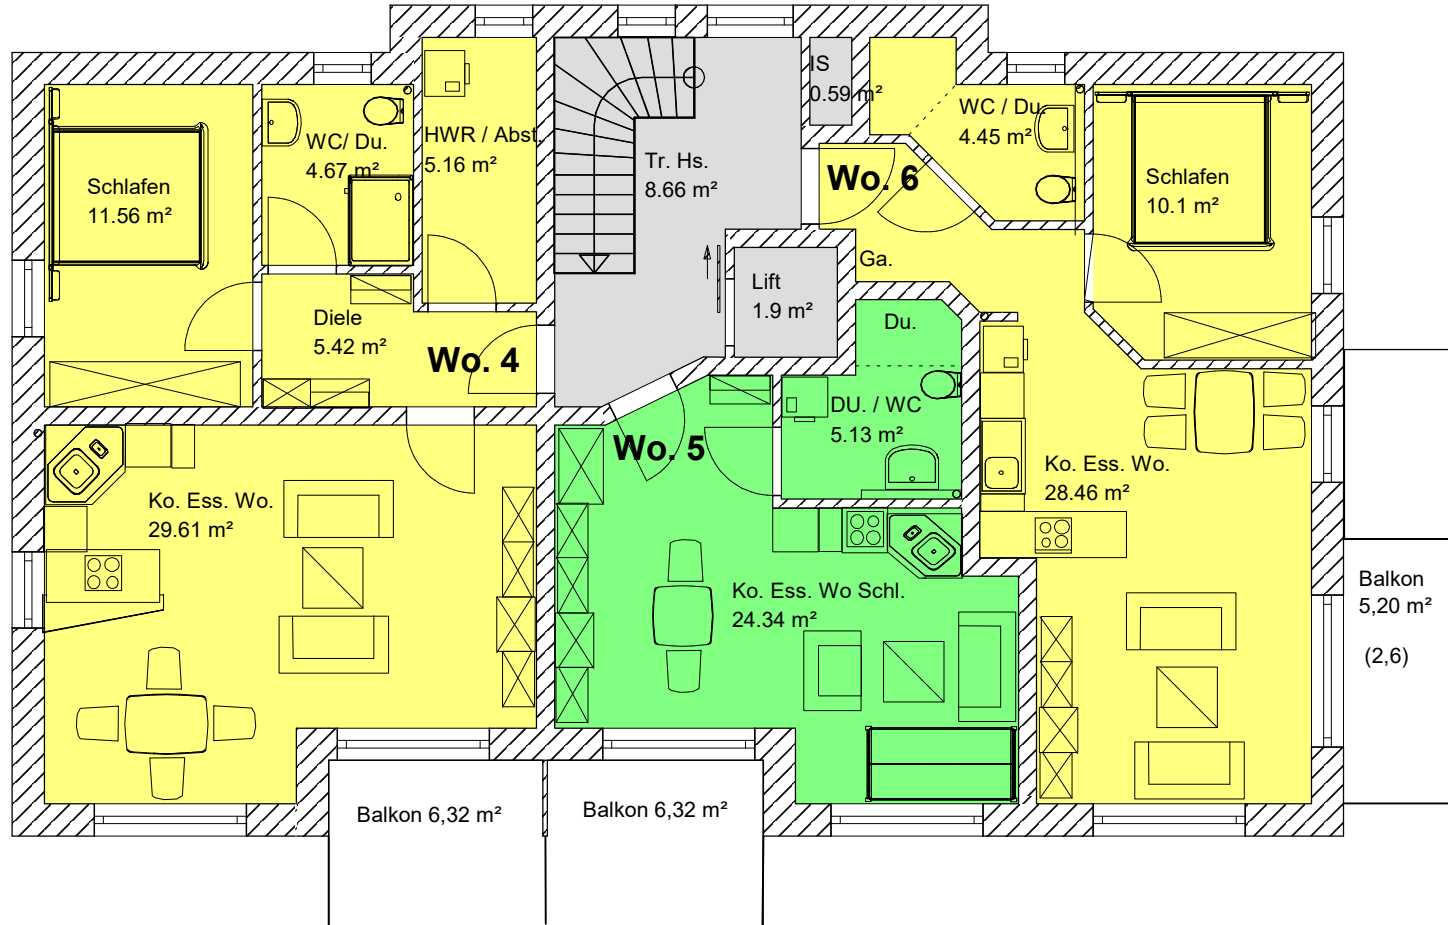 IS
0.59 m²
WC / Du.
4.45 m²
WC/ Du.
4.67 m²
HWR / Abst.
5.16 m²
Tr. Hs.
8.66 m²
Wo. 6
Schlafen
11.56 m²
Schlafen
10.1 m²
Ga.
Lift
1.9 m²
Diele
5.42 m²
Wo. 4
Du.
DU. / WC
5.13 m²
Wo. 5
Ko. Ess. Wo.
29.61 m²
Ko. Ess. Wo.
28.46 m²
Ko. Ess. Wo Schl.
24.34 m²
Balkon
5,20 m²
(2,6)
Balkon 6,32 m²
Balkon 6,32 m²